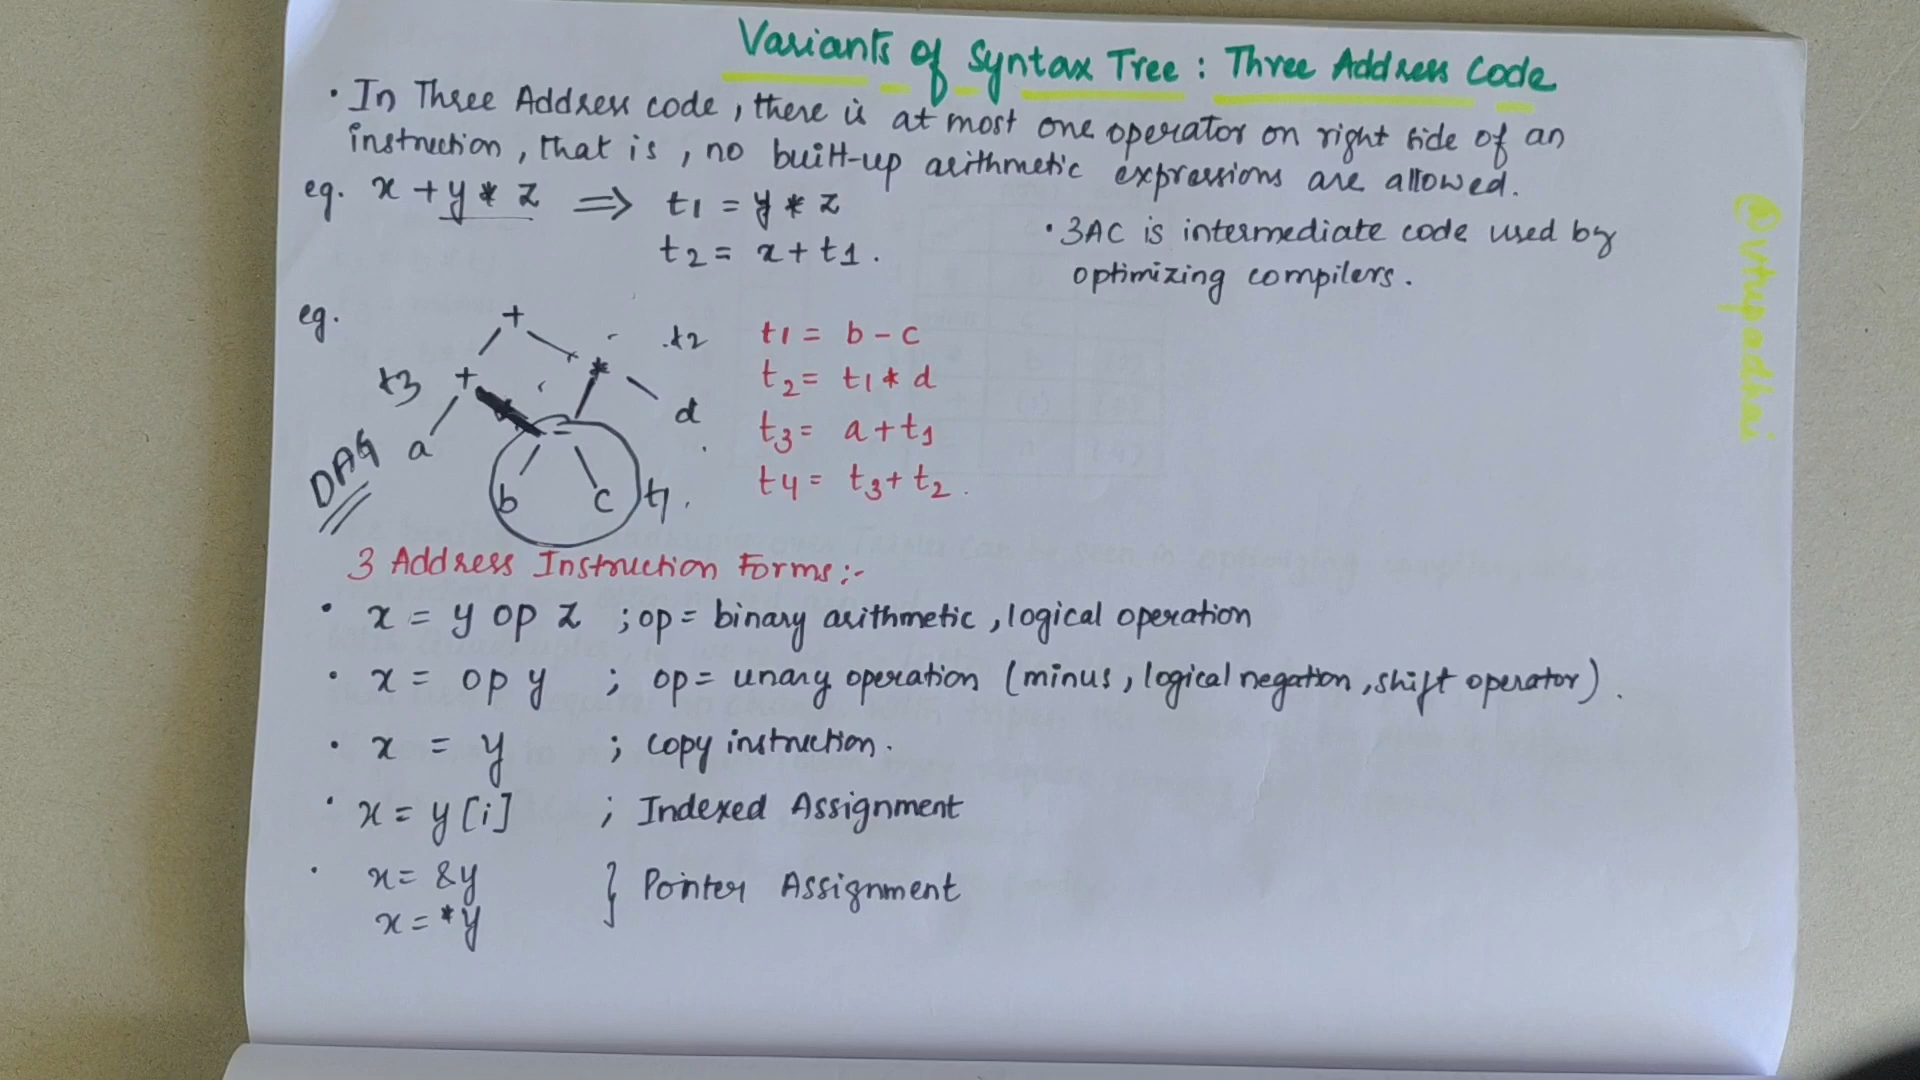 Variants of Syntax Tree : Three Address Code
• In Three Address code, there is at most one operator on right side of an
instruction, that is, no built-up arithmetic expressions are allowed.
eg. x + y * z ⇒ t1 = y * z
t2 = x + t1.
• 3AC is intermediate code used by
optimizing compilers.
@vtupadhai
eg.
+
t3 + * t2
a - d
b c t1.
DAG
t1 = b - c
t2 = t1 * d
t3 = a + t1
t4 = t3 + t2.
3 Address Instruction Forms :-
• x = y op z ; op = binary arithmetic, logical operation
• x = op y ; op = unary operation (minus, logical negation, shift operator).
• x = y ; copy instruction.
• x = y [i] ; Indexed Assignment
• x = &y
x = *y } Pointer Assignment